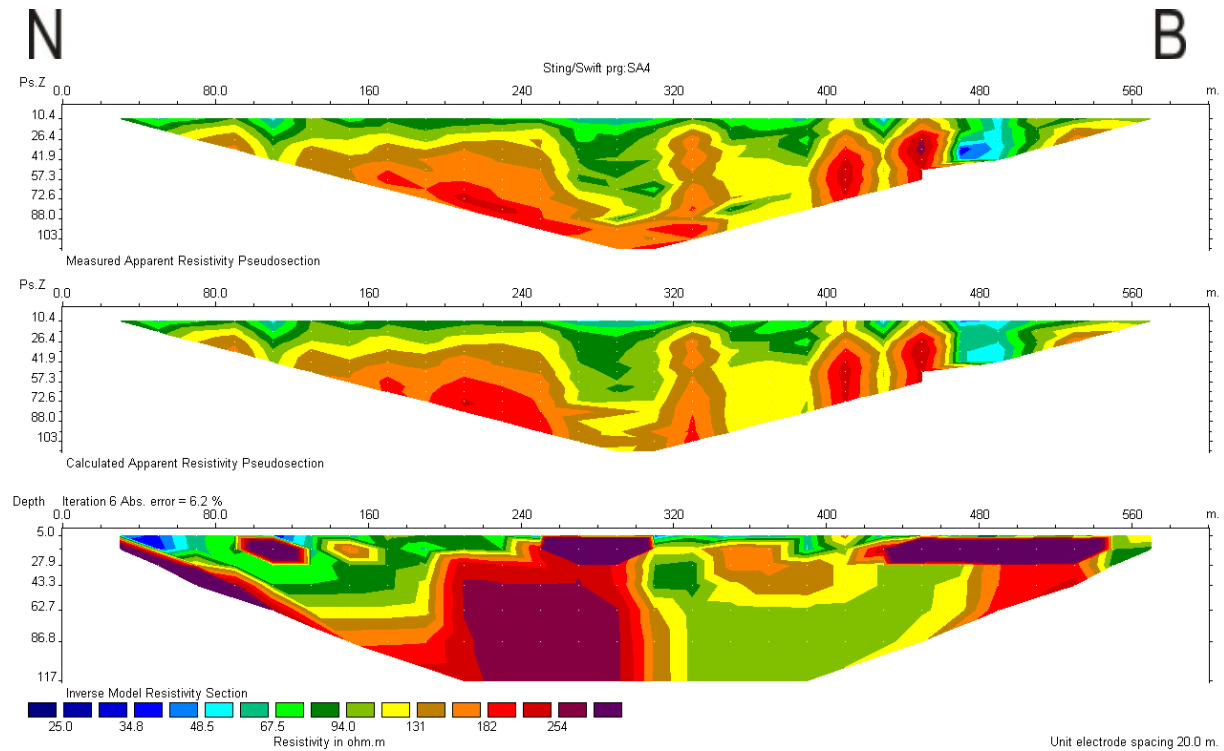 N B
Sting/Swift prg:SA4
Ps.Z 0.0 80.0 160 240 320 400 480 560 m.
10.4
26.4
41.9
57.3
72.6
88.0
103.
Measured Apparent Resistivity Pseudosection
Ps.Z 0.0 80.0 160 240 320 400 480 560 m.
10.4
26.4
41.9
57.3
72.6
88.0
103.
Calculated Apparent Resistivity Pseudosection
Depth Iteration 6 Abs. error = 6.2 %
0.0 80.0 160 240 320 400 480 560 m.
5.0
27.9
43.3
62.7
86.8
117.
Inverse Model Resistivity Section
25.0 34.8 48.5 67.5 94.0 131 182 254
Resistivity in ohm.m Unit electrode spacing 20.0 m.